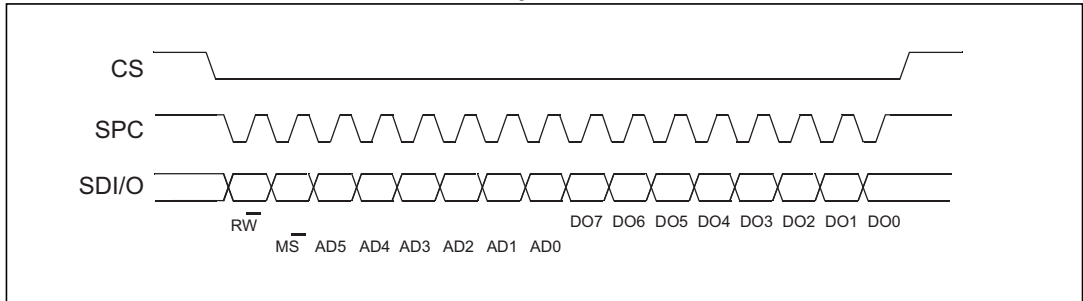 CS
SPC
SDI/O
RW̅ DO7 DO6 DO5 DO4 DO3 DO2 DO1 DO0
MS̅ AD5 AD4 AD3 AD2 AD1 AD0